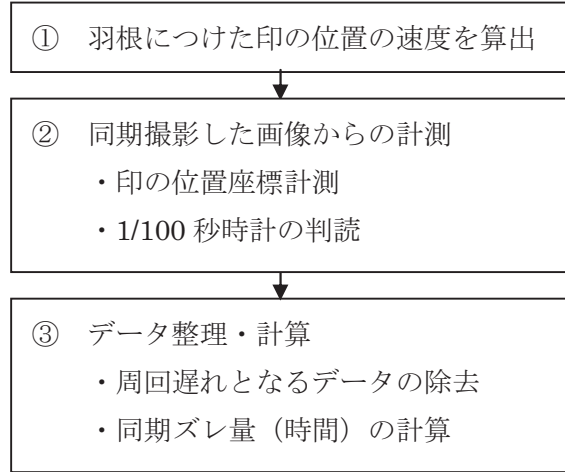 ① 羽根につけた印の位置の速度を算出
② 同期撮影した画像からの計測
・印の位置座標計測
・1/100 秒時計の判読
③ データ整理・計算
・周回遅れとなるデータの除去
・同期ズレ量（時間）の計算